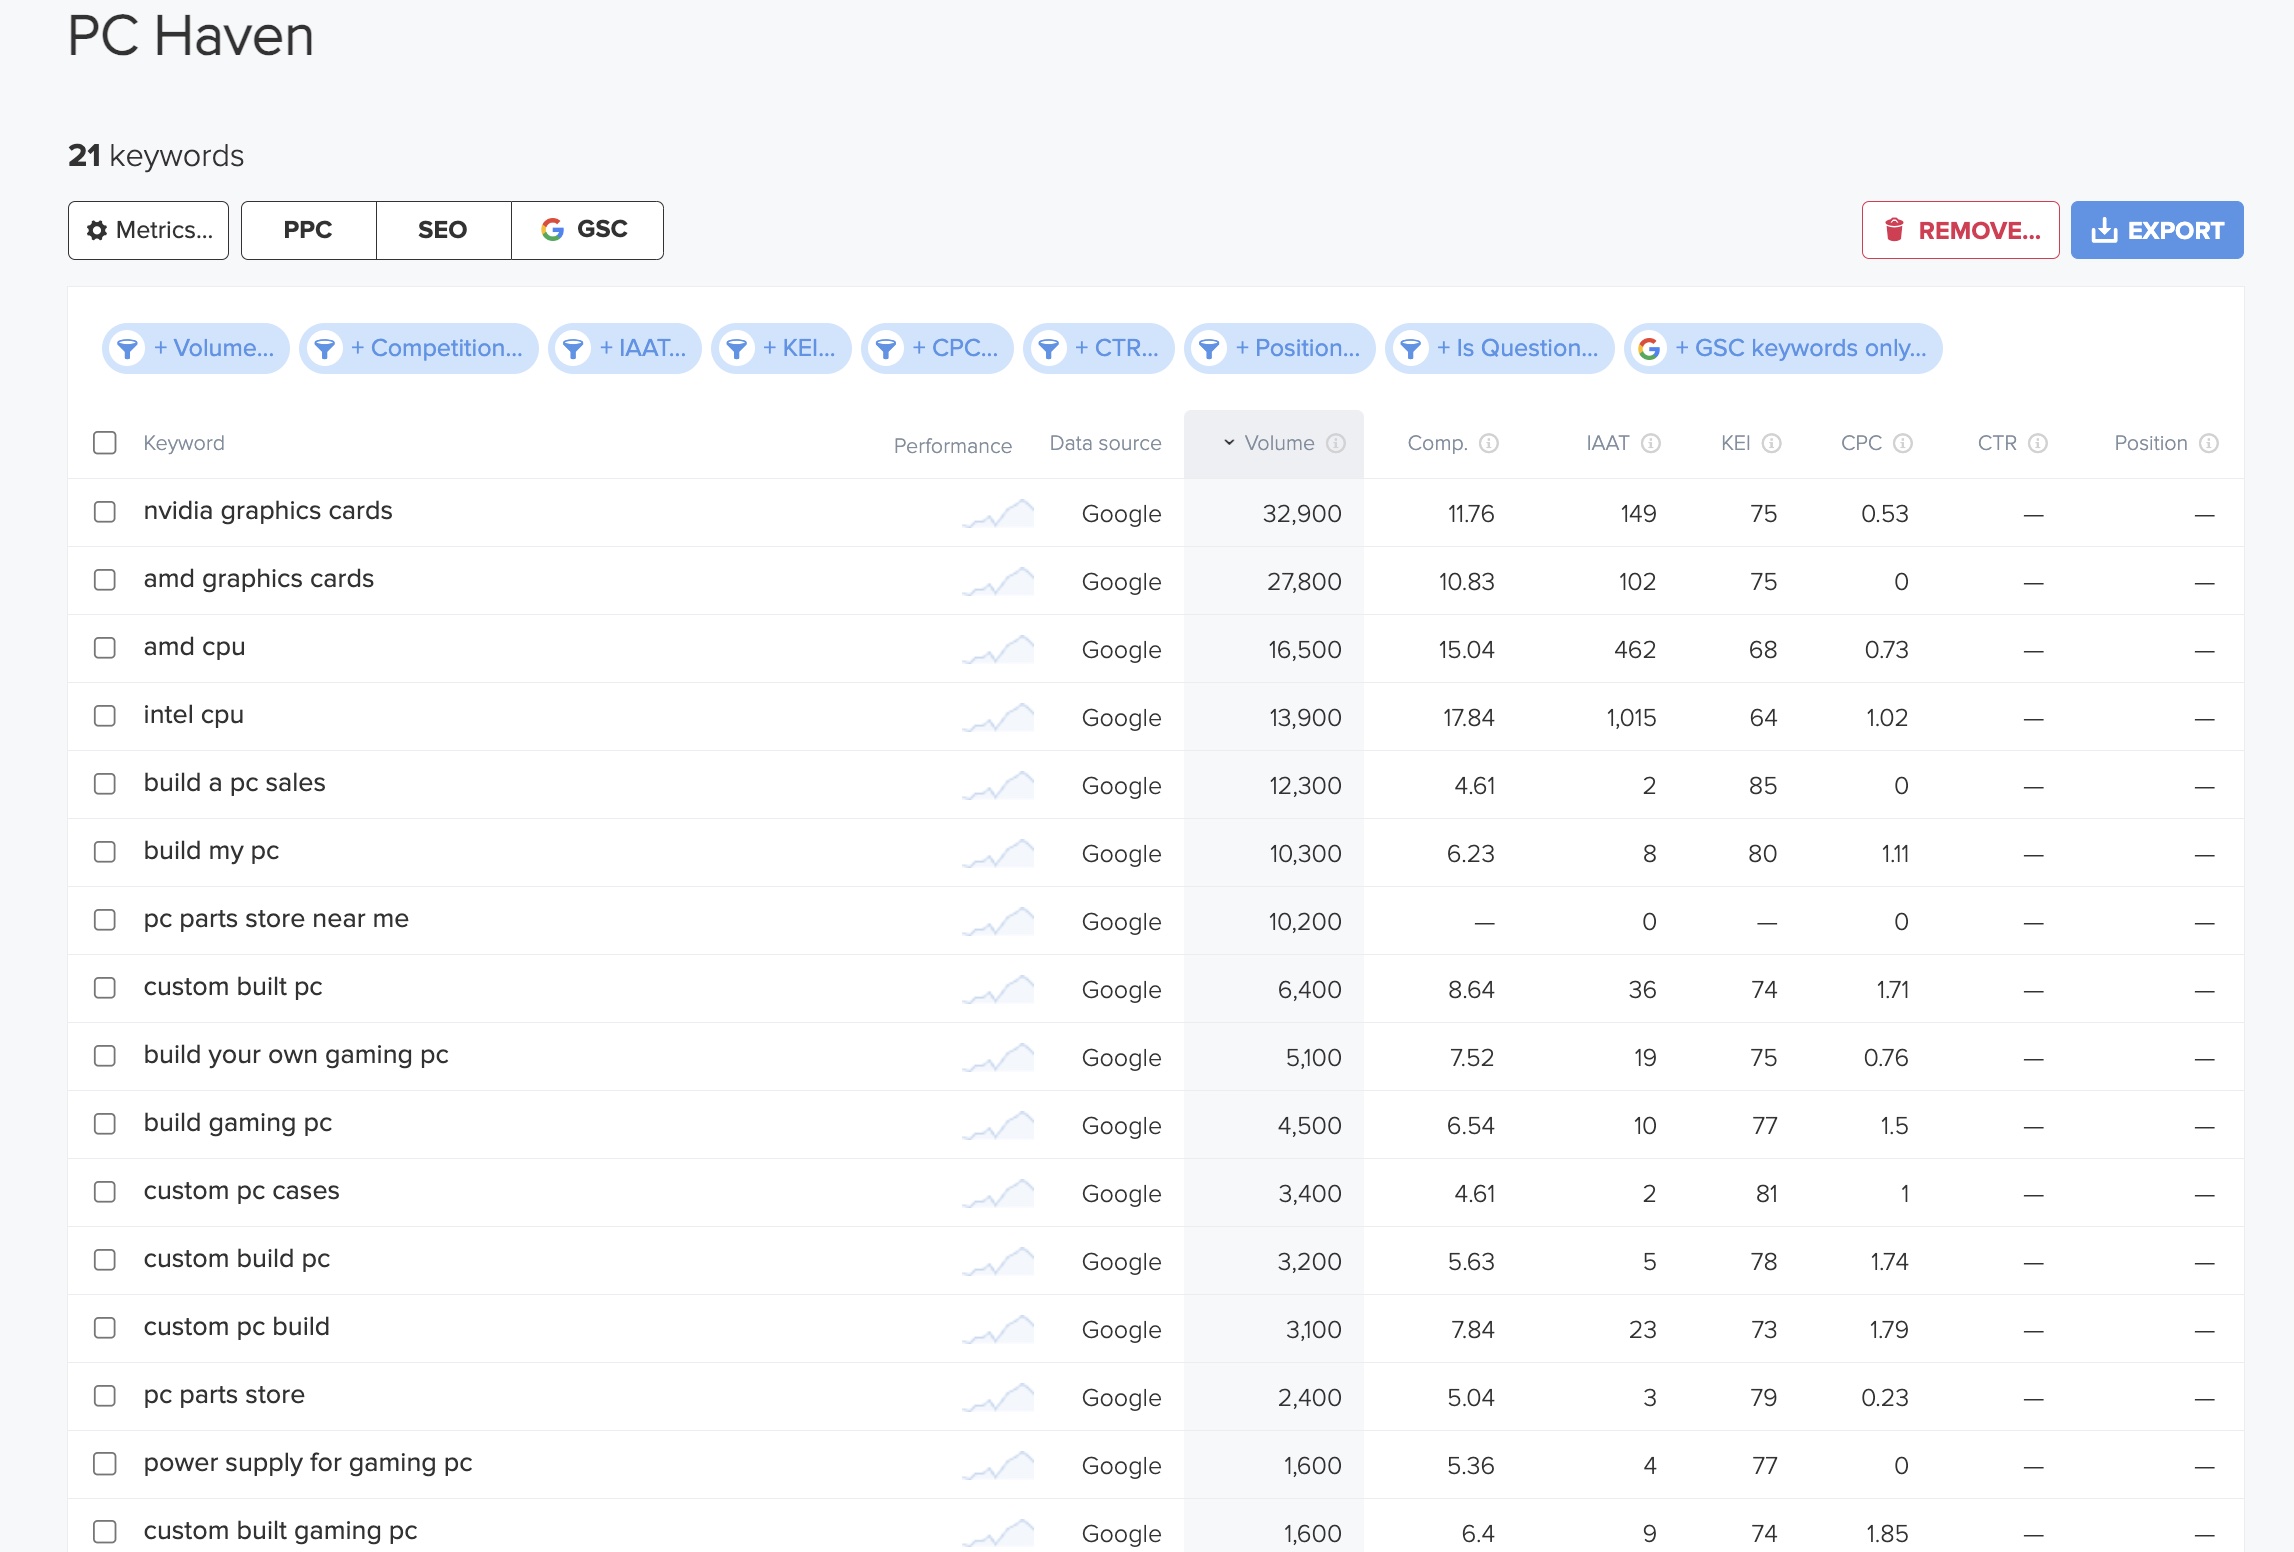 PC Haven
21 keywords
Metrics... PPC SEO GSC REMOVE... EXPORT
+ Volume... + Competition... + IAAT... + KEI... + CPC... + CTR... + Position... + Is Question... + GSC keywords only...
Keyword Performance Data source Volume Comp. IAAT KEI CPC CTR Position
nvidia graphics cards Google 32,900 11.76 149 75 0.53 — —
amd graphics cards Google 27,800 10.83 102 75 0 — —
amd cpu Google 16,500 15.04 462 68 0.73 — —
intel cpu Google 13,900 17.84 1,015 64 1.02 — —
build a pc sales Google 12,300 4.61 2 85 0 — —
build my pc Google 10,300 6.23 8 80 1.11 — —
pc parts store near me Google 10,200 — 0 — 0 — —
custom built pc Google 6,400 8.64 36 74 1.71 — —
build your own gaming pc Google 5,100 7.52 19 75 0.76 — —
build gaming pc Google 4,500 6.54 10 77 1.5 — —
custom pc cases Google 3,400 4.61 2 81 1 — —
custom build pc Google 3,200 5.63 5 78 1.74 — —
custom pc build Google 3,100 7.84 23 73 1.79 — —
pc parts store Google 2,400 5.04 3 79 0.23 — —
power supply for gaming pc Google 1,600 5.36 4 77 0 — —
custom built gaming pc Google 1,600 6.4 9 74 1.85 — —